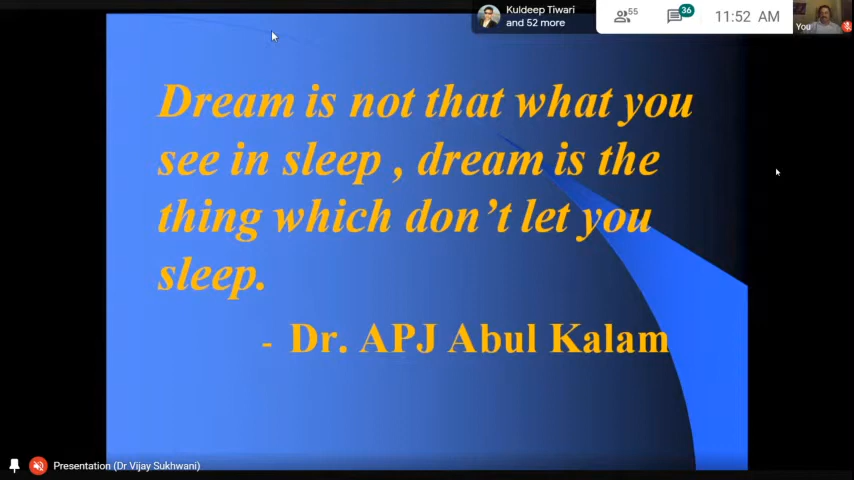 Kuldeep Tiwari
and 52 more
55
36
11:52 AM
You
Dream is not that what you
see in sleep , dream is the
thing which don’t let you
sleep.
- Dr. APJ Abul Kalam
Presentation (Dr Vijay Sukhwani)